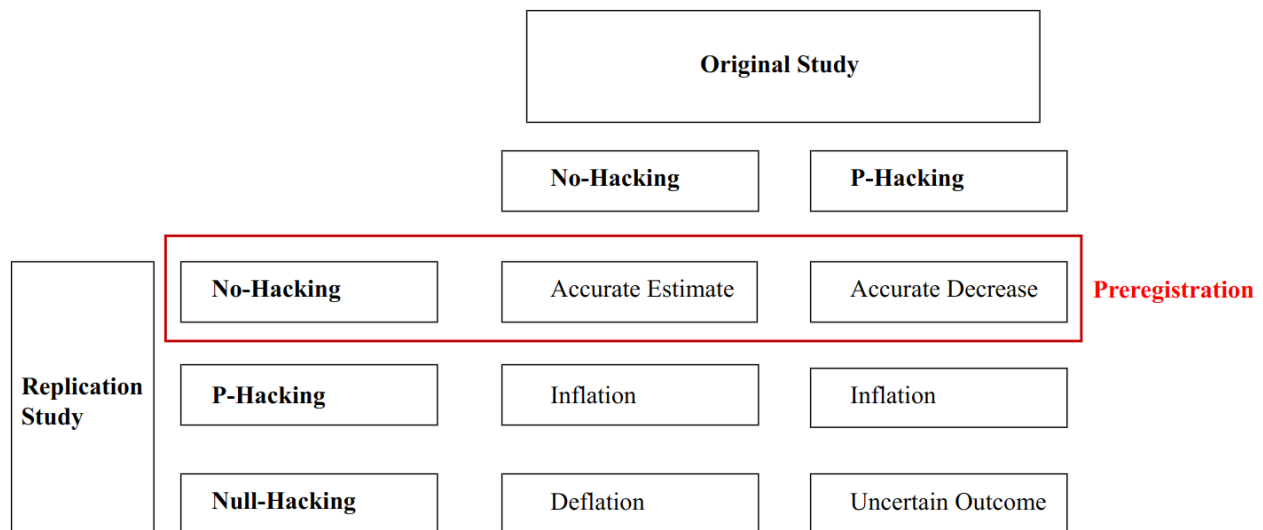 Original Study
No-Hacking
P-Hacking
No-Hacking
Accurate Estimate
Accurate Decrease
Preregistration
Replication
Study
P-Hacking
Inflation
Inflation
Null-Hacking
Deflation
Uncertain Outcome